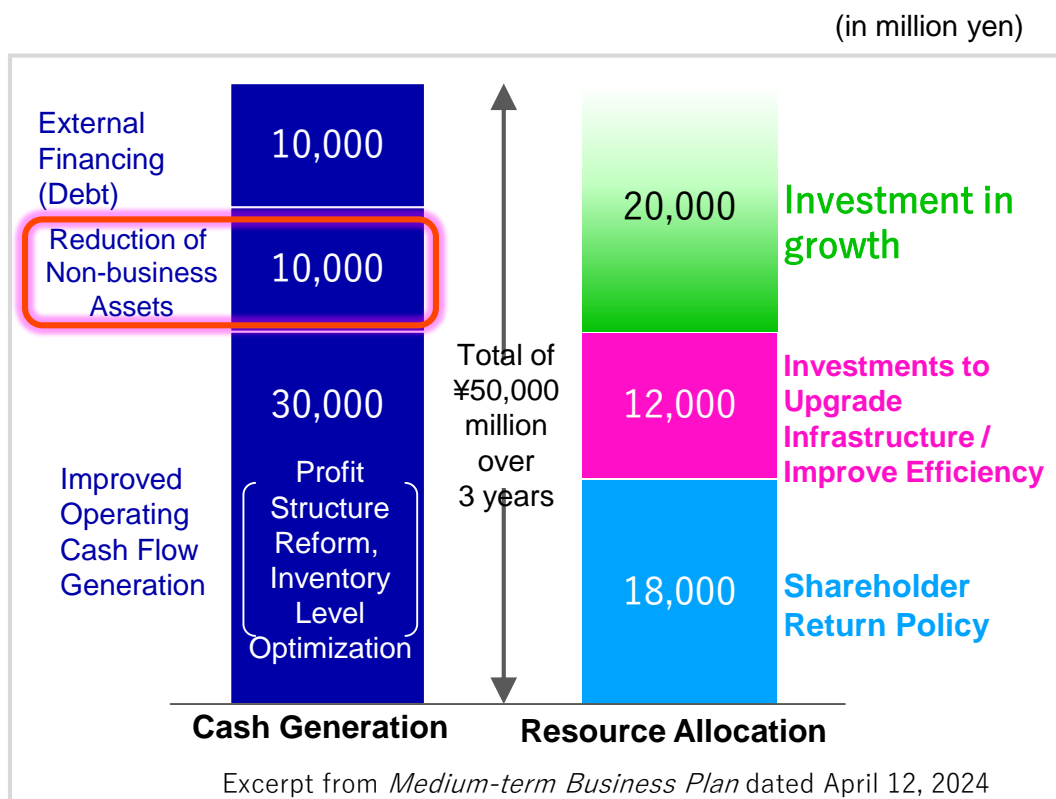 (in million yen)
External
Financing
(Debt)
10,000
Reduction of
Non-business
Assets
10,000
30,000
Improved
Operating
Cash Flow
Generation
Profit
Structure
Reform,
Inventory
Level
Optimization
Total of
¥50,000
million
over
3 years
20,000
Investment in
growth
12,000
Investments to
Upgrade
Infrastructure /
Improve Efficiency
18,000
Shareholder
Return Policy
Cash Generation
Resource Allocation
Excerpt from Medium-term Business Plan dated April 12, 2024